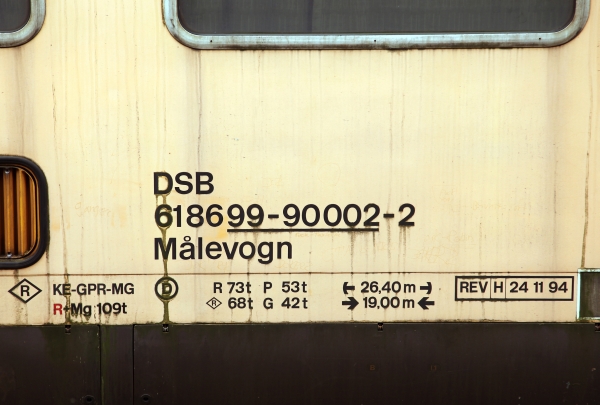 DSB
618699-90002-2
Målevogn
R KE-GPR-MG D R 73t P 53t 26,40 m REV H 24 11 94
R+Mg 109t R 68t G 42t 19,00 m